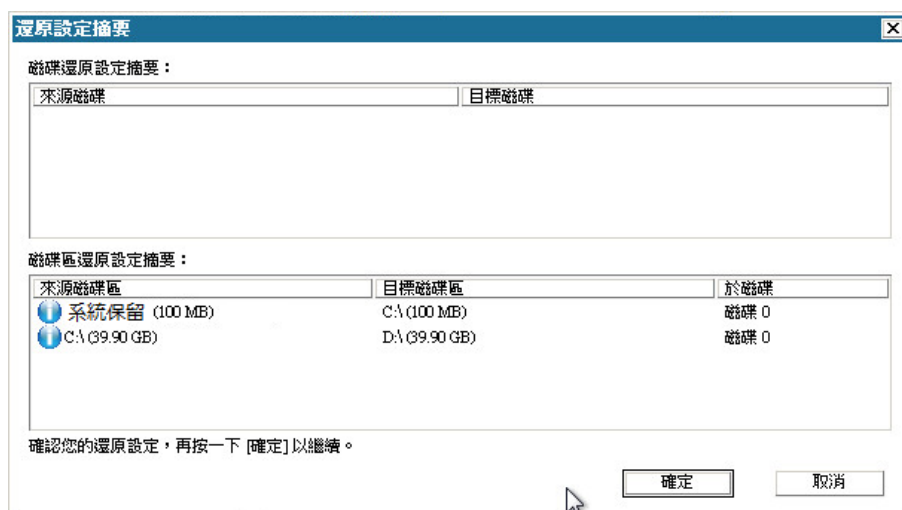 還原設定摘要
磁碟還原設定摘要：
來源磁碟 目標磁碟
磁碟區還原設定摘要：
來源磁碟區 目標磁碟區 於磁碟
系統保留 (100 MB) C:\ (100 MB) 磁碟 0
C:\ (39.90 GB) D:\ (39.90 GB) 磁碟 0
確認您的還原設定，再按一下 [確定] 以繼續。
確定 取消